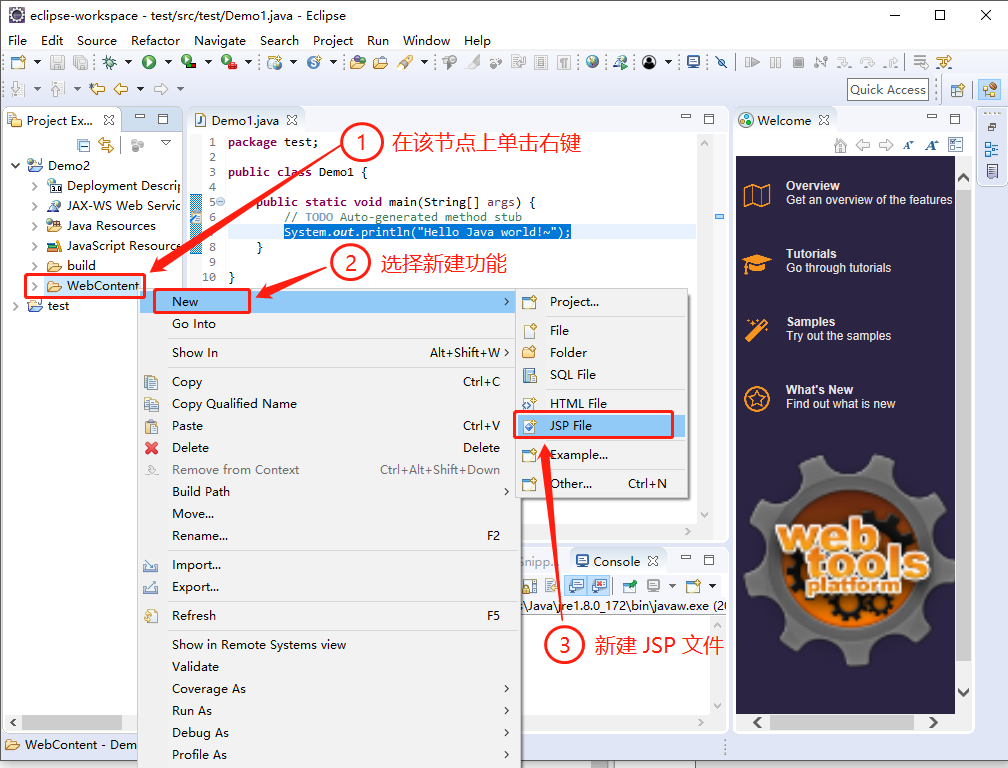 eclipse-workspace - test/src/test/Demo1.java - Eclipse
File Edit Source Refactor Navigate Search Project Run Window Help
Quick Access
Project Ex...
Demo2
Deployment Descrip
JAX-WS Web Servic
Java Resources
JavaScript Resource
build
WebContent
test
Demo1.java
1 package test;
2
3 public class Demo1 {
4
5 public static void main(String[] args) {
6 // TODO Auto-generated method stub
System.out.println("Hello Java world!~");
8 }
9
10 }
① 在该节点上单击右键
② 选择新建功能
New
Go Into
Show In Alt+Shift+W
Copy Ctrl+C
Copy Qualified Name
Paste Ctrl+V
Delete Delete
Remove from Context Ctrl+Alt+Shift+Down
Build Path
Move...
Rename... F2
Import...
Export...
Refresh F5
Show in Remote Systems view
Validate
Coverage As
Run As
Debug As
Profile As
Project...
File
Folder
SQL File
HTML File
JSP File
Example...
Other... Ctrl+N
③ 新建 JSP 文件
Snipp...
Console
\Java\jre1.8.0_172\bin\javaw.exe (20
Welcome
Overview
Get an overview of the features
Tutorials
Go through tutorials
Samples
Try out the samples
What's New
Find out what is new
web
tools
platform
WebContent - Dem